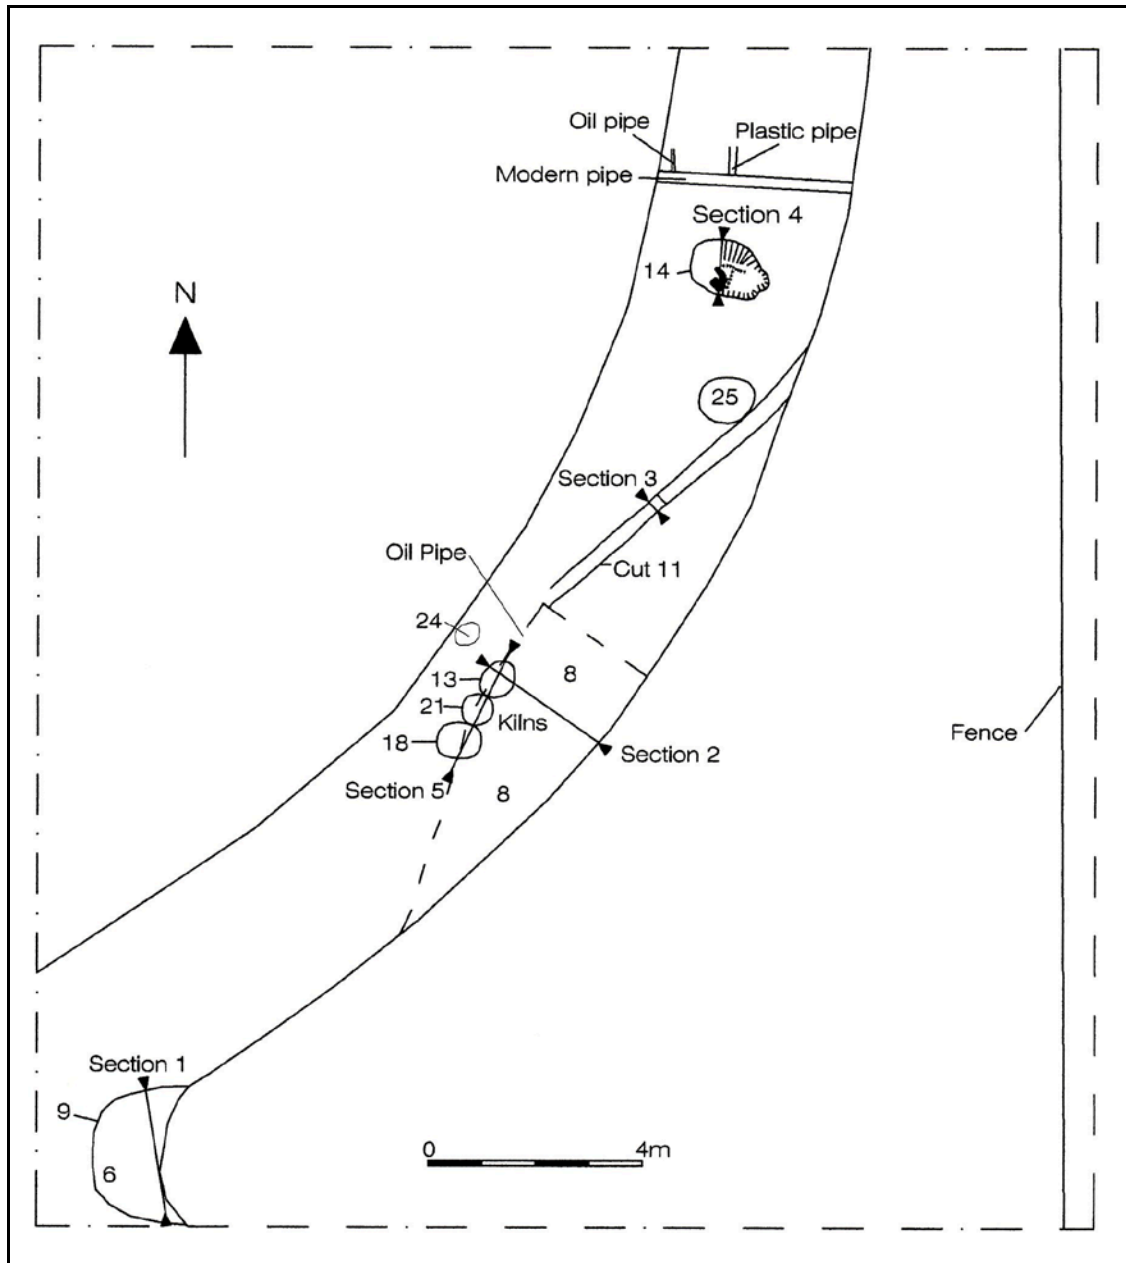 Oil pipe
Plastic pipe
Modern pipe
Section 4
14
N
25
Section 3
Oil Pipe
Cut 11
24
13
8
21
Kilns
18
Section 2
Fence
Section 5
8
Section 1
9
6
0 4m